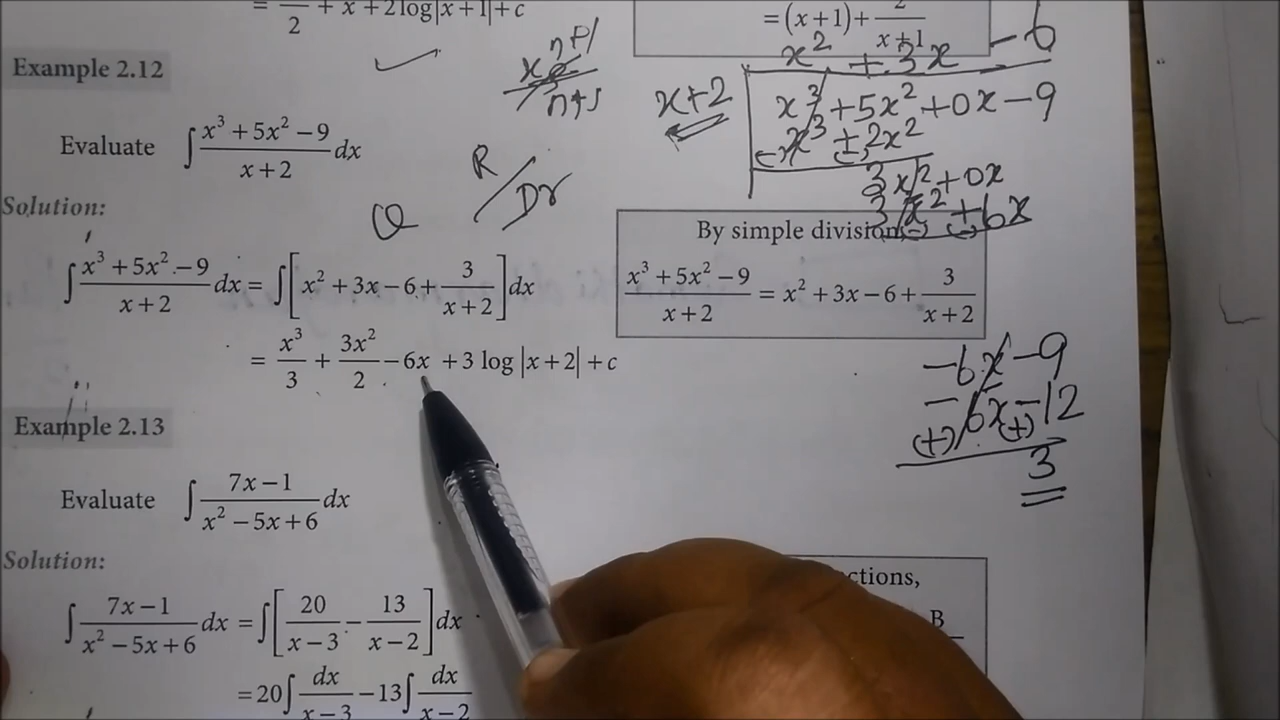 = /2 + x + 2 log|x+1| + c
= (x+1) + 2/(x+1)
Example 2.12
n+1
n+1
Evaluate ∫ (x³ + 5x² − 9)/(x + 2) dx
x² + 3x − 6
x+2
x³ + 5x² + 0x − 9
x³ + 2x²
(−) (−)
3x² + 0x
3x² + 6x
(−) (−)
R/Dr
Q
Solution:
∫ (x³ + 5x² − 9)/(x + 2) dx = ∫ [x² + 3x − 6 + 3/(x + 2)] dx
= x³/3 + 3x²/2 − 6x + 3 log |x + 2| + c
By simple division,
(x³ + 5x² − 9)/(x + 2) = x² + 3x − 6 + 3/(x + 2)
−6x − 9
−6x − 12
(+) (+)
3
Example 2.13
Evaluate ∫ (7x − 1)/(x² − 5x + 6) dx
Solution:
∫ (7x − 1)/(x² − 5x + 6) dx = ∫ [20/(x − 3) − 13/(x − 2)] dx
= 20 ∫ dx/(x − 3) − 13 ∫ dx/(x − 2)
ctions,
B